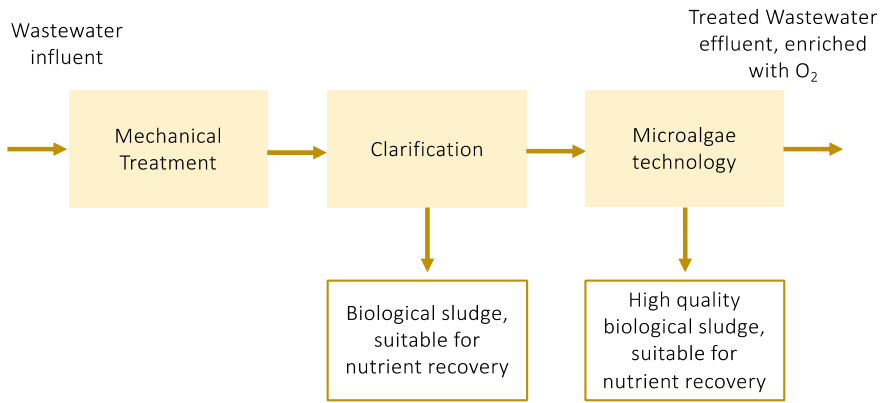 Wastewater
influent
Treated Wastewater
effluent, enriched
with O₂
Mechanical
Treatment
Clarification
Microalgae
technology
Biological sludge,
suitable for
nutrient recovery
High quality
biological sludge,
suitable for
nutrient recovery